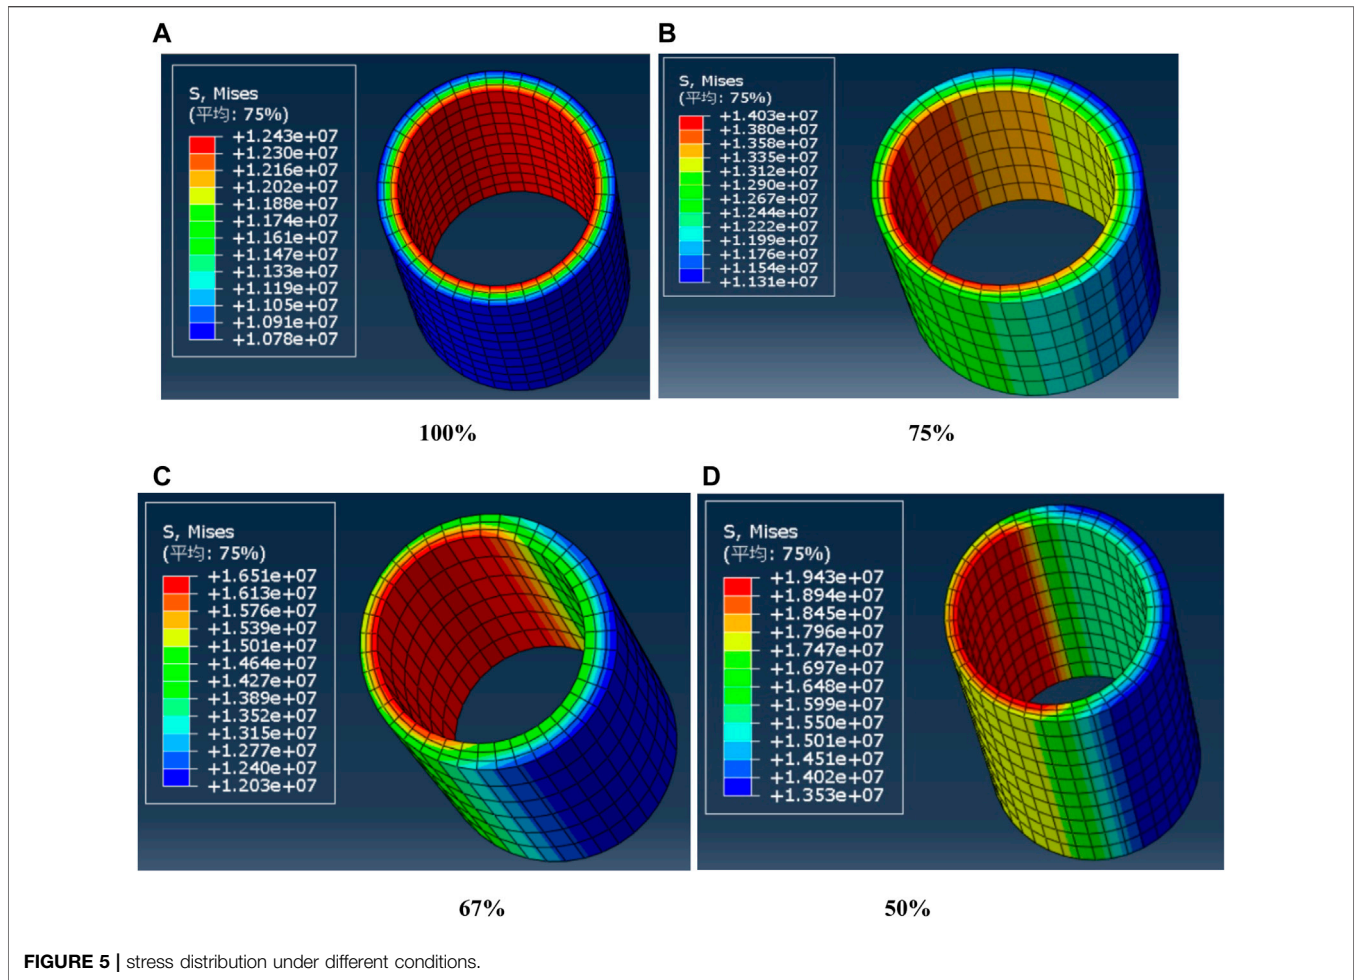 A
S, Mises
(平均: 75%)
+1.243e+07
+1.230e+07
+1.216e+07
+1.202e+07
+1.188e+07
+1.174e+07
+1.161e+07
+1.147e+07
+1.133e+07
+1.119e+07
+1.105e+07
+1.091e+07
+1.078e+07
100%
B
S, Mises
(平均: 75%)
+1.403e+07
+1.380e+07
+1.358e+07
+1.335e+07
+1.312e+07
+1.290e+07
+1.267e+07
+1.244e+07
+1.222e+07
+1.199e+07
+1.176e+07
+1.154e+07
+1.131e+07
75%
C
S, Mises
(平均: 75%)
+1.651e+07
+1.613e+07
+1.576e+07
+1.539e+07
+1.501e+07
+1.464e+07
+1.427e+07
+1.389e+07
+1.352e+07
+1.315e+07
+1.277e+07
+1.240e+07
+1.203e+07
67%
D
S, Mises
(平均: 75%)
+1.943e+07
+1.894e+07
+1.845e+07
+1.796e+07
+1.747e+07
+1.697e+07
+1.648e+07
+1.599e+07
+1.550e+07
+1.501e+07
+1.451e+07
+1.402e+07
+1.353e+07
50%
FIGURE 5 | stress distribution under different conditions.